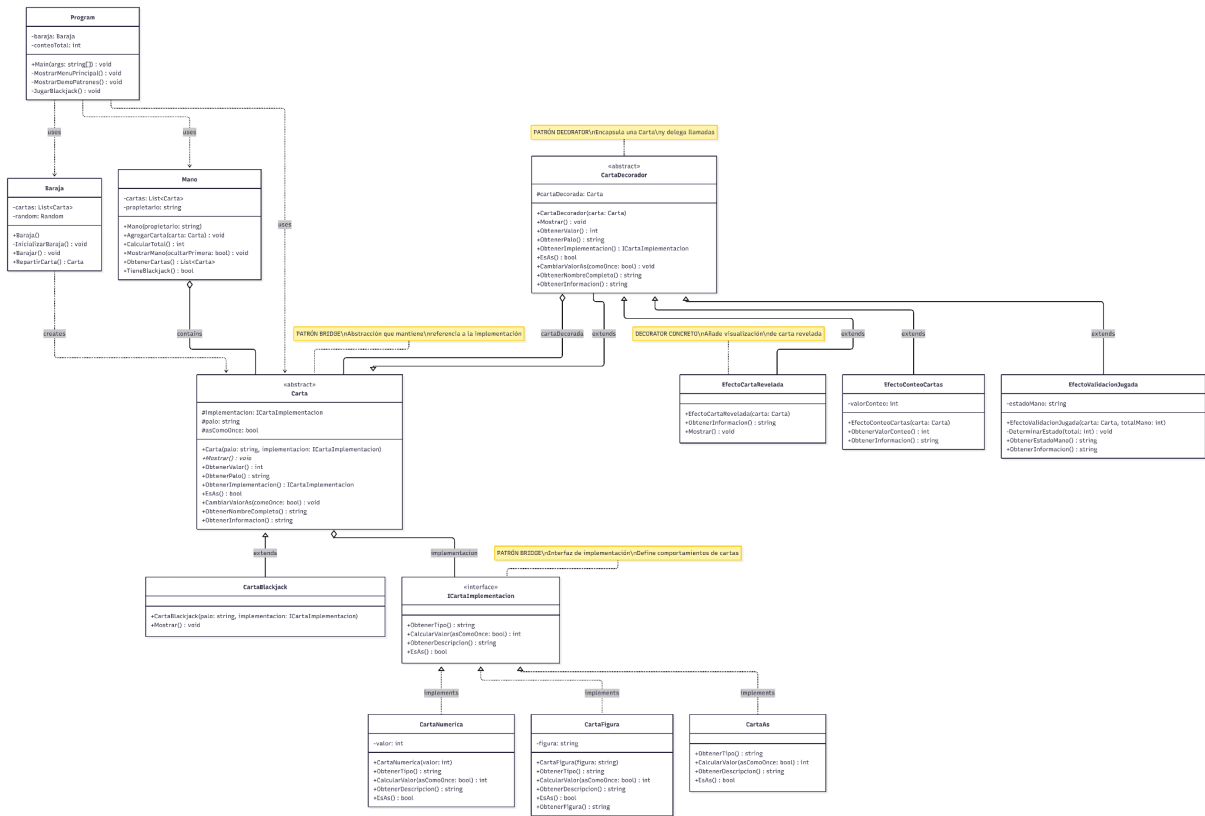 Program
-baraja: Baraja
-conteoTotal: int
+Main(args: string[]) : void
-MostrarMenuPrincipal() : void
-MostrarDemoPatrones() : void
-JugarBlackjack() : void
uses
uses
uses
Baraja
-cartas: List<Carta>
-random: Random
+Baraja()
-InicializarBaraja() : void
+Barajar() : void
+RepartirCarta() : Carta
Mano
-cartas: List<Carta>
-propietario: string
+Mano(propietario: string)
+AgregarCarta(carta: Carta) : void
+CalcularTotal() : int
+MostrarMano(ocultarPrimera: bool) : void
+ObtenerCartas() : List<Carta>
+TieneBlackjack() : bool
PATRÓN DECORATOR\nEncapsula una Carta\ny delega llamadas
«abstract»
CartaDecorador
#cartaDecorada: Carta
+CartaDecorador(carta: Carta)
+Mostrar() : void
+ObtenerValor() : int
+ObtenerPalo() : string
+ObtenerImplementacion() : ICartaImplementacion
+EsAs() : bool
+CambiarValorAs(comoOnce: bool) : void
+ObtenerNombreCompleto() : string
+ObtenerInformacion() : string
creates
contains
PATRÓN BRIDGE\nAbstracción que mantiene\nreferencia a la implementación
cartaDecorada
extends
DECORATOR CONCRETO\nAñade visualización\nde carta revelada
extends
extends
extends
«abstract»
Carta
#implementacion: ICartaImplementacion
#palo: string
#asComoOnce: bool
+Carta(palo: string, implementacion: ICartaImplementacion)
+Mostrar() : void
+ObtenerValor() : int
+ObtenerPalo() : string
+ObtenerImplementacion() : ICartaImplementacion
+EsAs() : bool
+CambiarValorAs(comoOnce: bool) : void
+ObtenerNombreCompleto() : string
+ObtenerInformacion() : string
EfectoCartaRevelada
+EfectoCartaRevelada(carta: Carta)
+ObtenerInformacion() : string
+Mostrar() : void
EfectoConteoCartas
-valorConteo: int
+EfectoConteoCartas(carta: Carta)
+ObtenerValorConteo() : int
+ObtenerInformacion() : string
EfectoValidacionJugada
-estadoMano: string
+EfectoValidacionJugada(carta: Carta, totalMano: int)
-DeterminarEstado(total: int) : void
+ObtenerEstadoMano() : string
+ObtenerInformacion() : string
extends
implementacion
PATRÓN BRIDGE\nInterfaz de implementación\nDefine comportamientos de cartas
CartaBlackjack
+CartaBlackjack(palo: string, implementacion: ICartaImplementacion)
+Mostrar() : void
«interface»
ICartaImplementacion
+ObtenerTipo() : string
+CalcularValor(asComoOnce: bool) : int
+ObtenerDescripcion() : string
+EsAs() : bool
implements
implements
implements
CartaNumerica
-valor: int
+CartaNumerica(valor: int)
+ObtenerTipo() : string
+CalcularValor(asComoOnce: bool) : int
+ObtenerDescripcion() : string
+EsAs() : bool
CartaFigura
-figura: string
+CartaFigura(figura: string)
+ObtenerTipo() : string
+CalcularValor(asComoOnce: bool) : int
+ObtenerDescripcion() : string
+EsAs() : bool
+ObtenerFigura() : string
CartaAs
+ObtenerTipo() : string
+CalcularValor(asComoOnce: bool) : int
+ObtenerDescripcion() : string
+EsAs() : bool